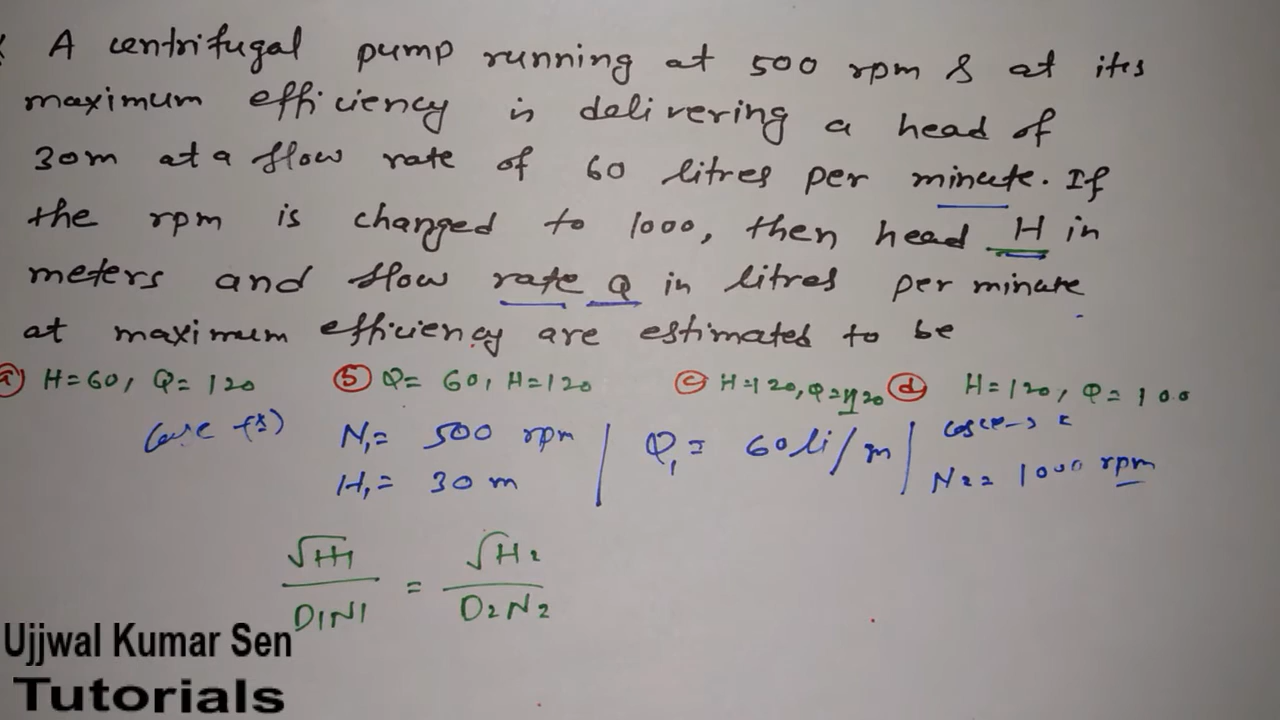 A centrifugal pump running at 500 rpm & at its
maximum efficiency is delivering a head of
30m at a flow rate of 60 litres per minute. If
the rpm is changed to 1000, then head H in
meters and flow rate Q in litres per minute
at maximum efficiency are estimated to be
a) H=60, Q=120 b) Q=60, H=120 c) H=120, Q=120 d) H=120, Q=100
N1= 500 rpm Q1= 60 li/m
H1= 30 m N2= 1000 rpm
√H1/D1N1 = √H2/D2N2
Ujjwal Kumar Sen
Tutorials